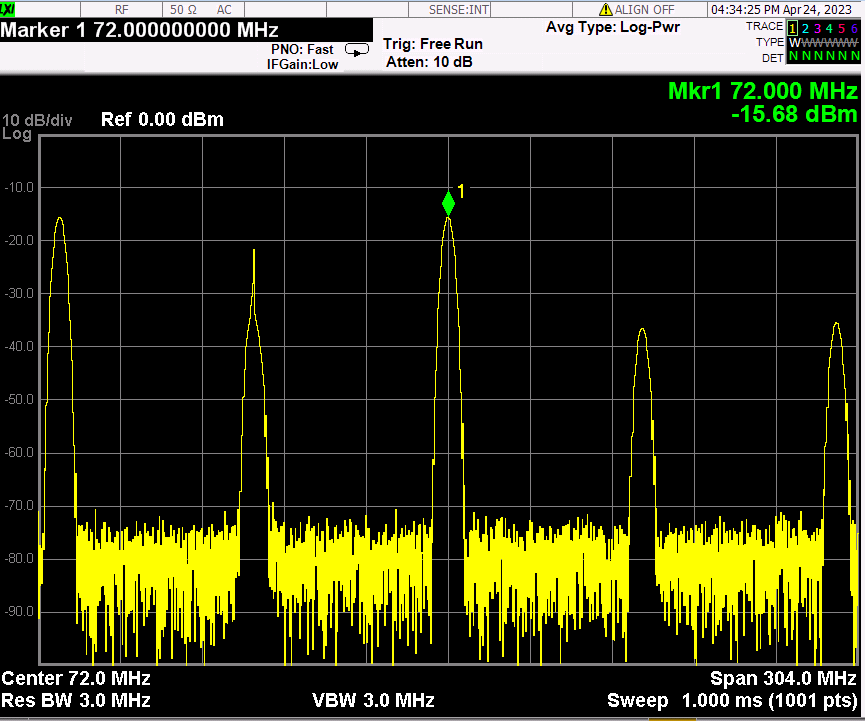 LXI RF 50 Ω AC SENSE:INT ALIGN OFF 04:34:25 PM Apr 24, 2023
Marker 1 72.000000000 MHz
Avg Type: Log-Pwr
TRACE 1 2 3 4 5 6
PNO: Fast
Trig: Free Run
TYPE W W W W W W
IFGain:Low
Atten: 10 dB
DET N N N N N N
Mkr1 72.000 MHz
-15.68 dBm
10 dB/div Ref 0.00 dBm
Log
1
-10.0
-20.0
-30.0
-40.0
-50.0
-60.0
-70.0
-80.0
-90.0
Center 72.0 MHz Span 304.0 MHz
Res BW 3.0 MHz VBW 3.0 MHz Sweep 1.000 ms (1001 pts)